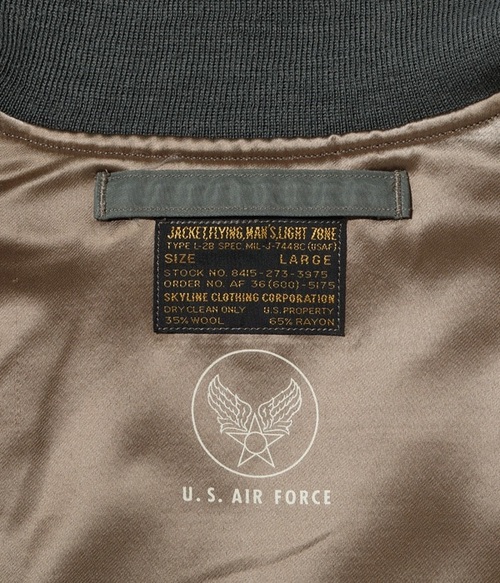 JACKET,FLYING,MAN'S,LIGHT ZONE
TYPE L-2B SPEC. MIL-J-7448C (USAF)
SIZE LARGE
STOCK NO. 8415-273-3975
ORDER NO. AF 36(600)-5175
SKYLINE CLOTHING CORPORATION
DRY CLEAN ONLY U.S. PROPERTY
35% WOOL 65% RAYON
U.S. AIR FORCE